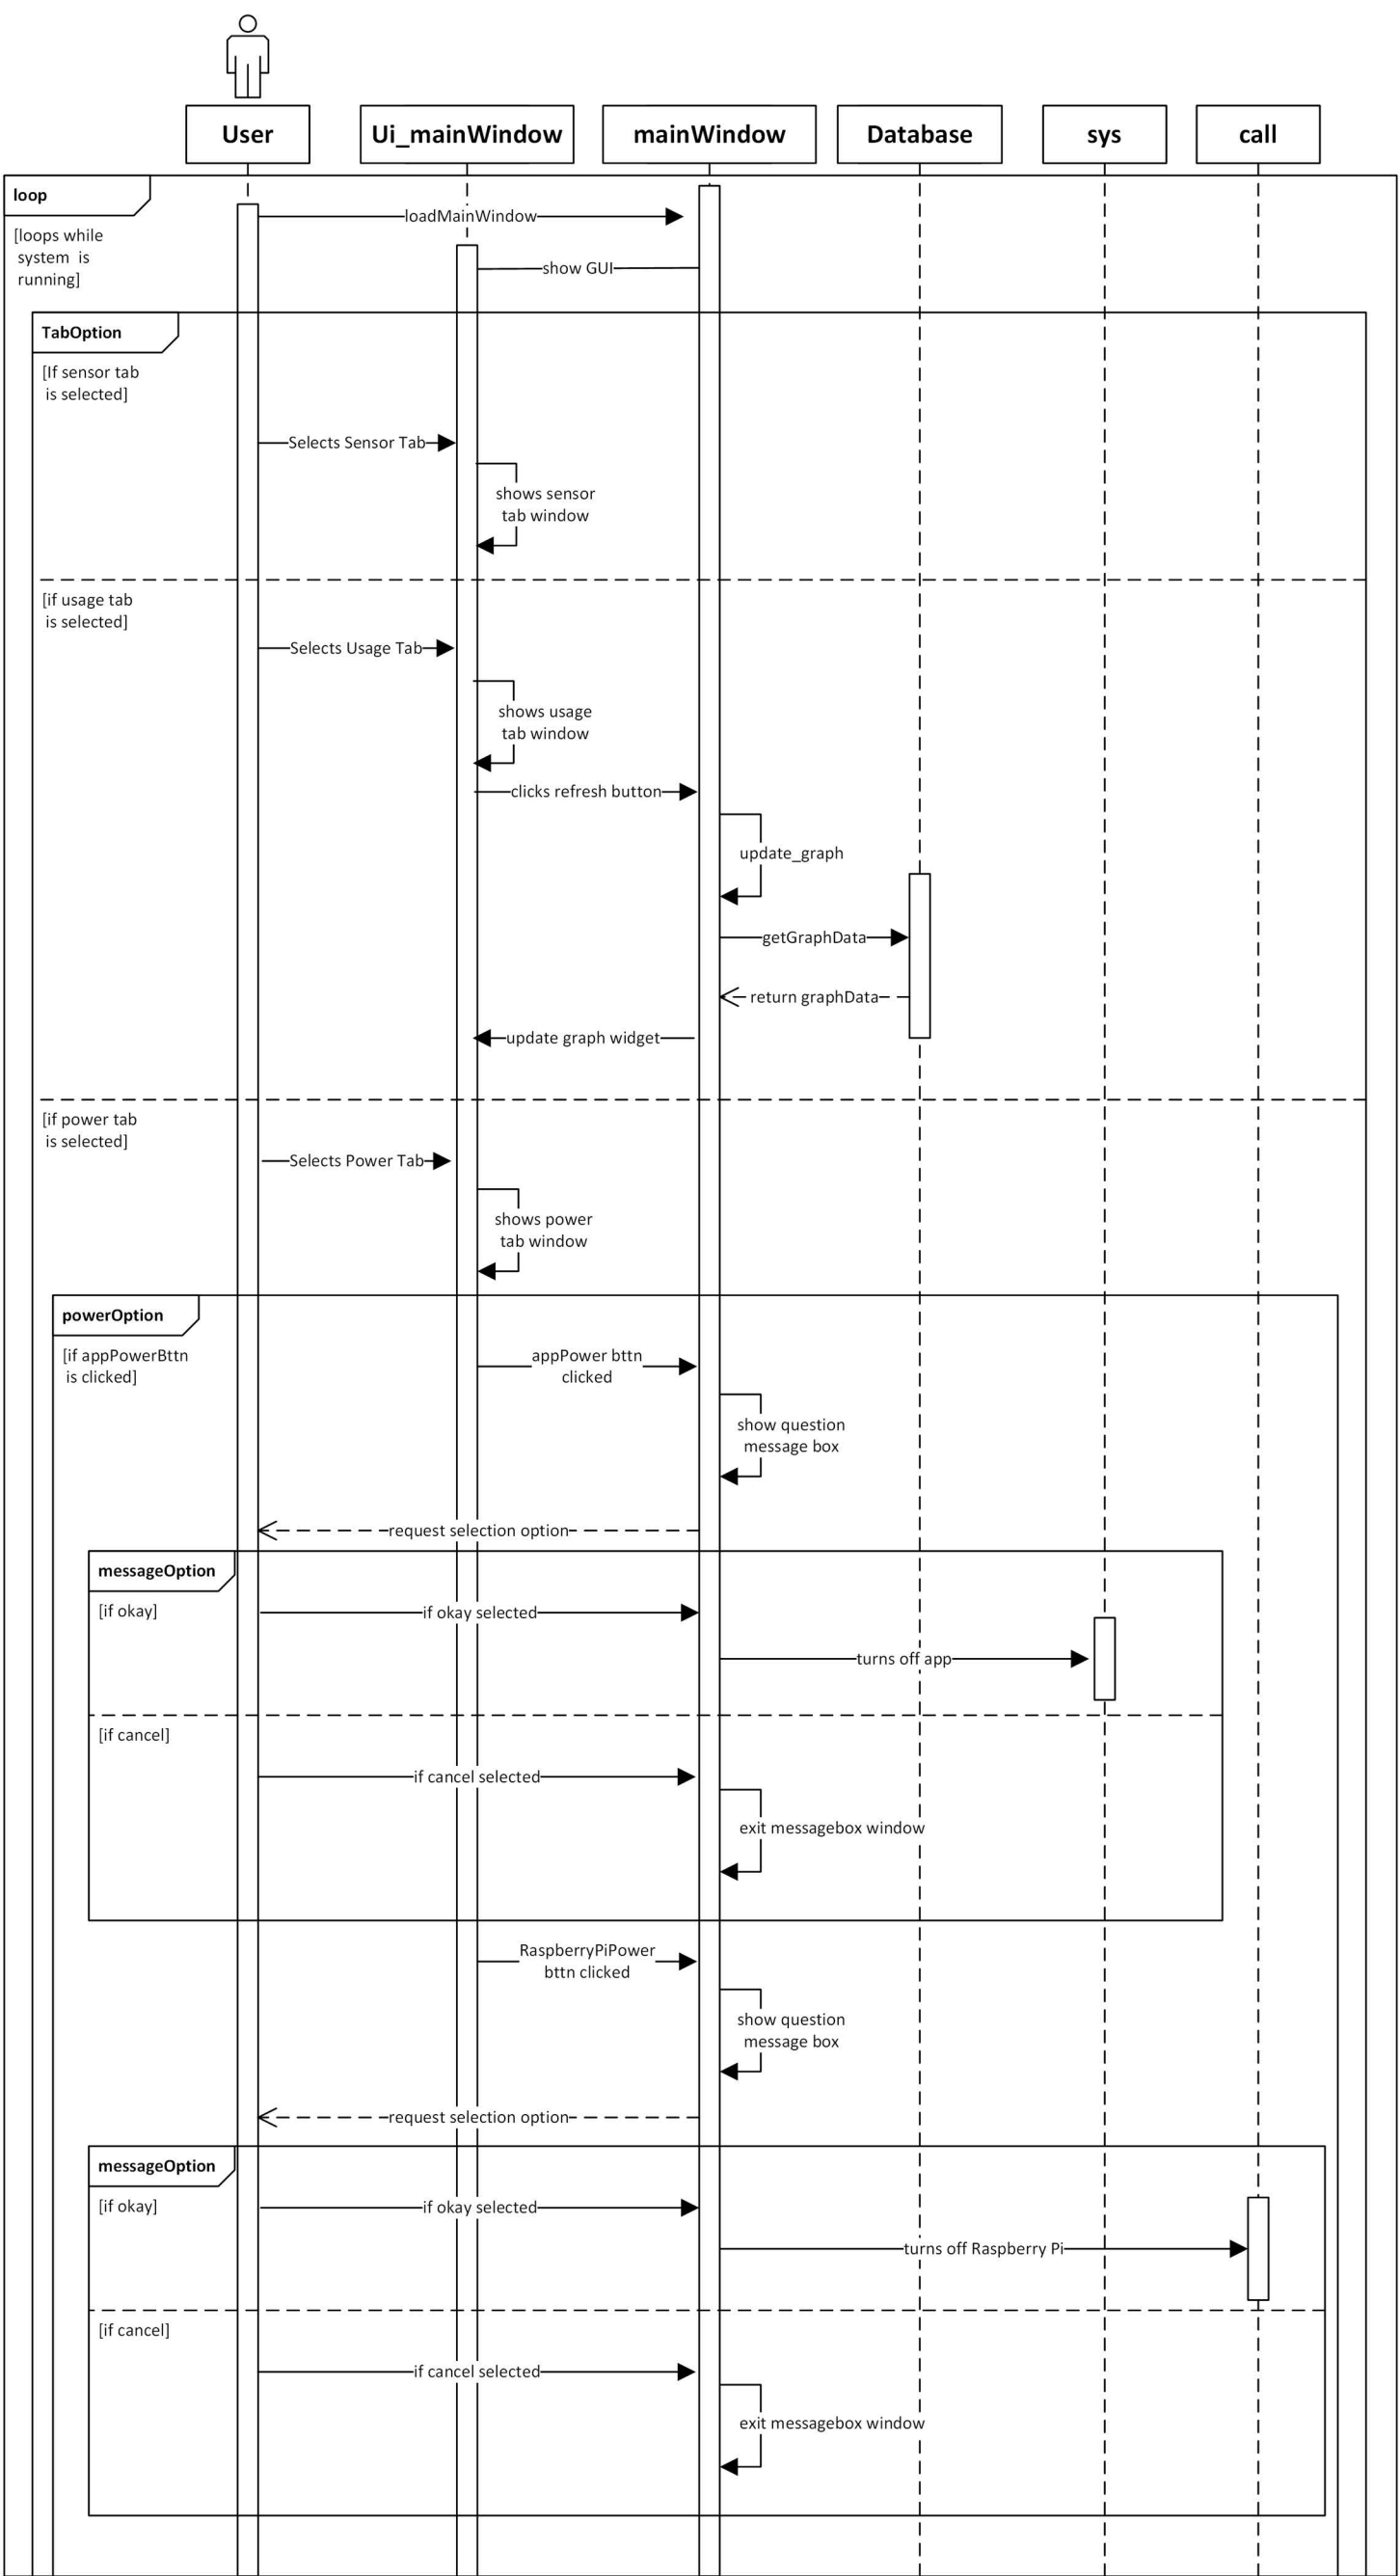 User
Ui_mainWindow
mainWindow
Database
sys
call
loop
[loops while
system is
running]
loadMainWindow
show GUI
TabOption
[If sensor tab
is selected]
Selects Sensor Tab
shows sensor
tab window
[if usage tab
is selected]
Selects Usage Tab
shows usage
tab window
clicks refresh button
update_graph
getGraphData
return graphData
update graph widget
[if power tab
is selected]
Selects Power Tab
shows power
tab window
powerOption
[if appPowerBttn
is clicked]
appPower bttn
clicked
show question
message box
request selection option
messageOption
[if okay]
if okay selected
turns off app
[if cancel]
if cancel selected
exit messagebox window
RaspberryPiPower
bttn clicked
show question
message box
request selection option
messageOption
[if okay]
if okay selected
turns off Raspberry Pi
[if cancel]
if cancel selected
exit messagebox window